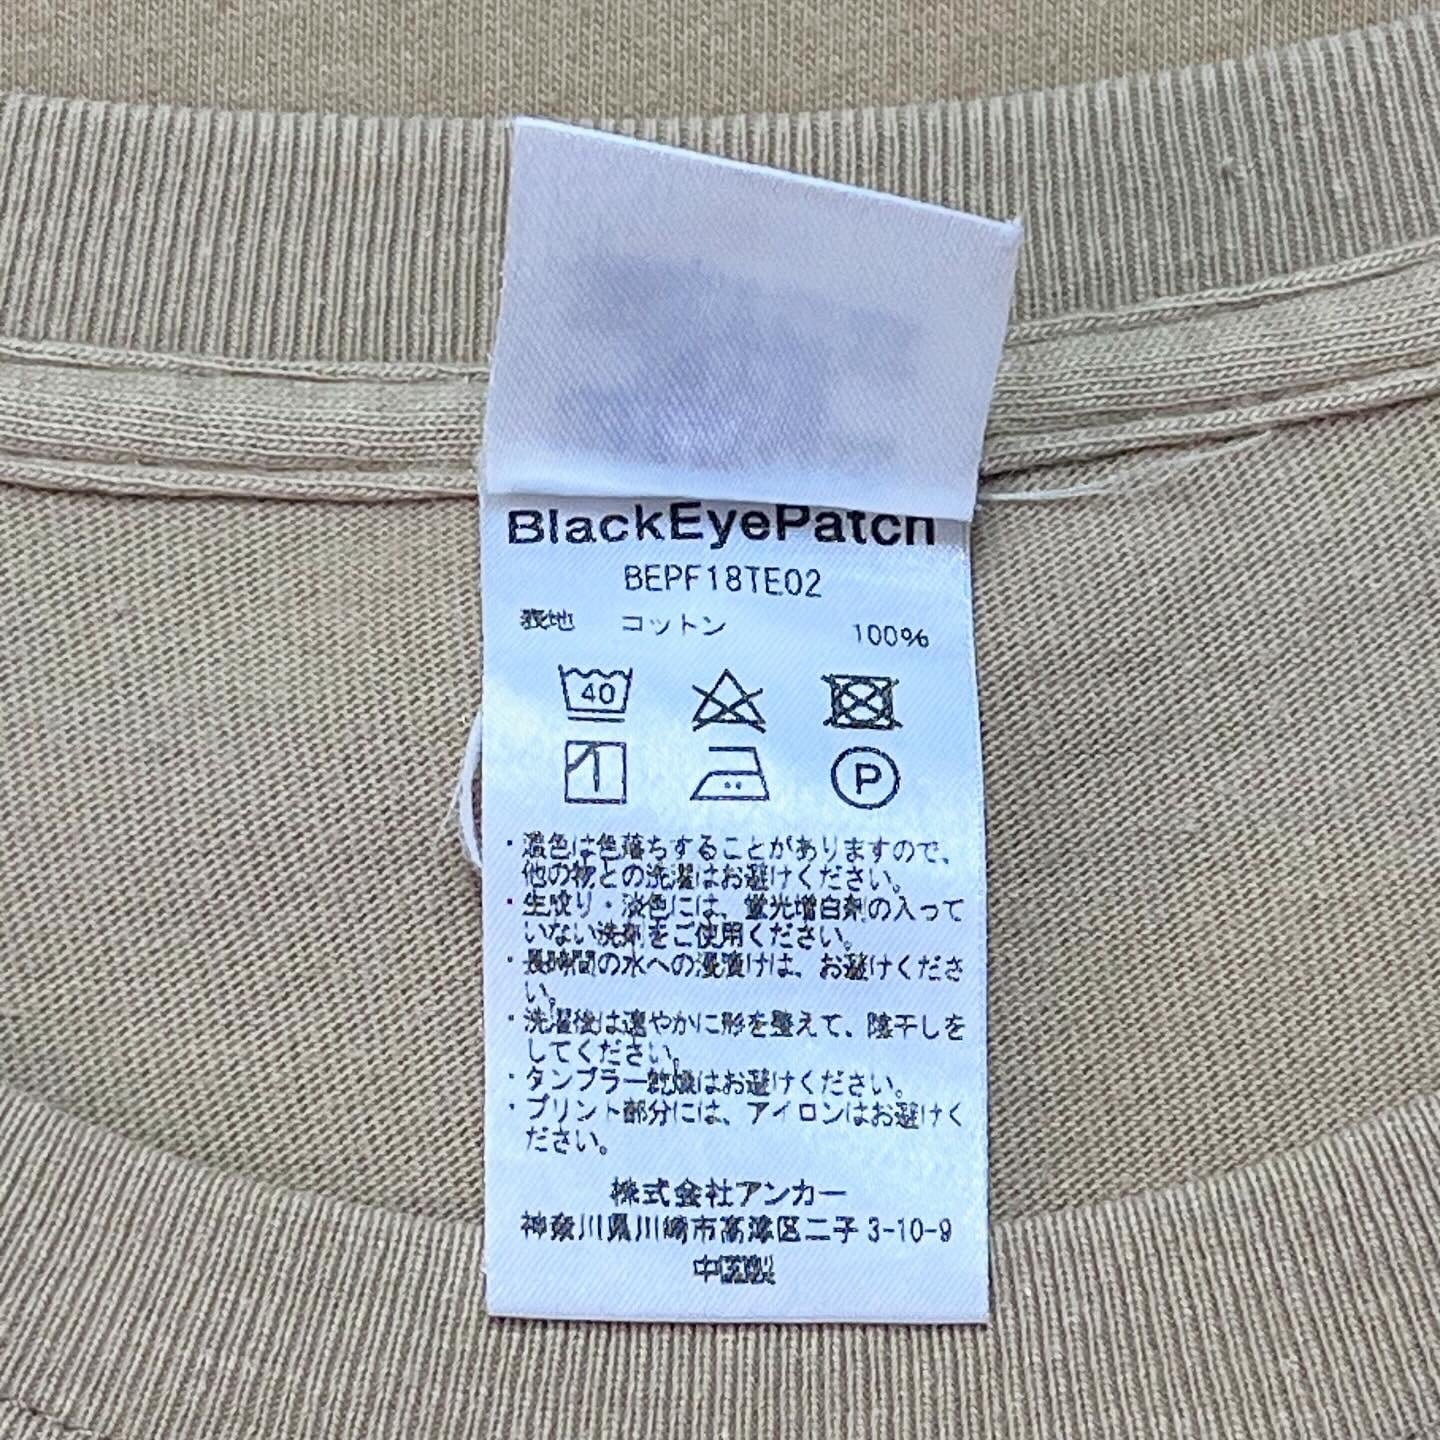 BlackEyePatch
BEPF18TE02
表地 コットン 100%
40
P
・濃色は色落ちすることがありますので、
他の物との洗濯はお避けください。
・生成り・淡色には、蛍光増白剤の入って
いない洗剤をご使用ください。
・長時間の水への浸漬けは、お避けくださ
い。
・洗濯後は速やかに形を整えて、陰干しを
してください。
・タンブラー乾燥はお避けください。
・プリント部分には、アイロンはお避けく
ださい。
株式会社アンカー
神奈川県川崎市高津区二子 3-10-9
中国製